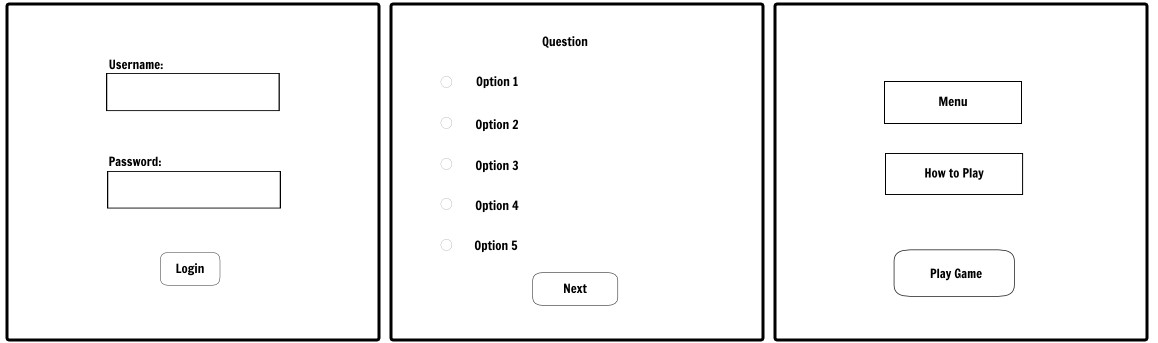 Username:
Password:
Login
Question
Option 1
Option 2
Option 3
Option 4
Option 5
Next
Menu
How to Play
Play Game